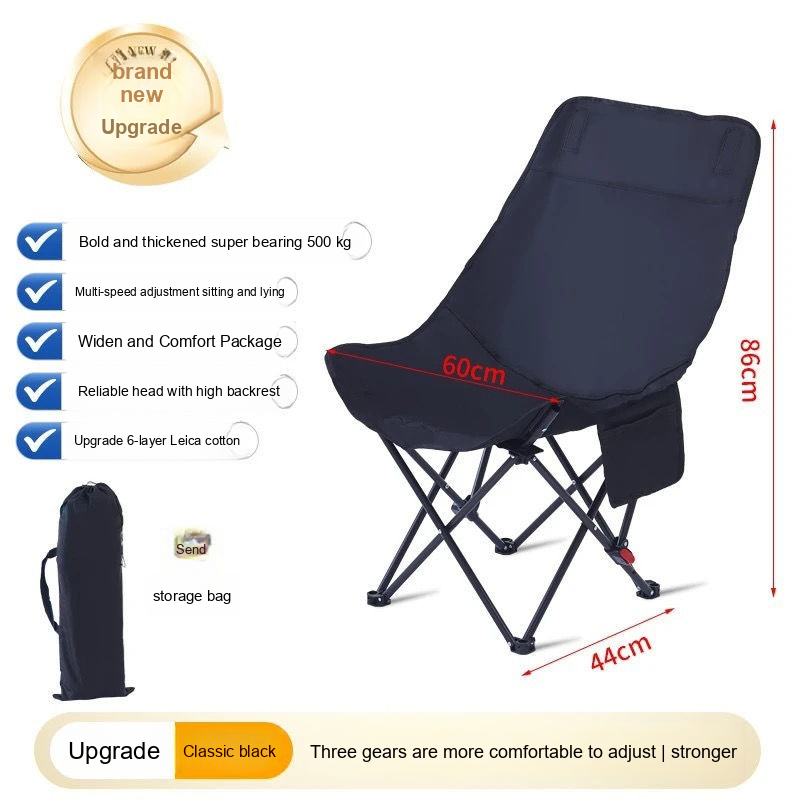 brand
new
Upgrade
Bold and thickened super bearing 500 kg
Multi-speed adjustment sitting and lying
Widen and Comfort Package
Reliable head with high backrest
Upgrade 6-layer Leica cotton
60cm
86cm
44cm
Send
storage bag
Upgrade
Classic black
Three gears are more comfortable to adjust | stronger